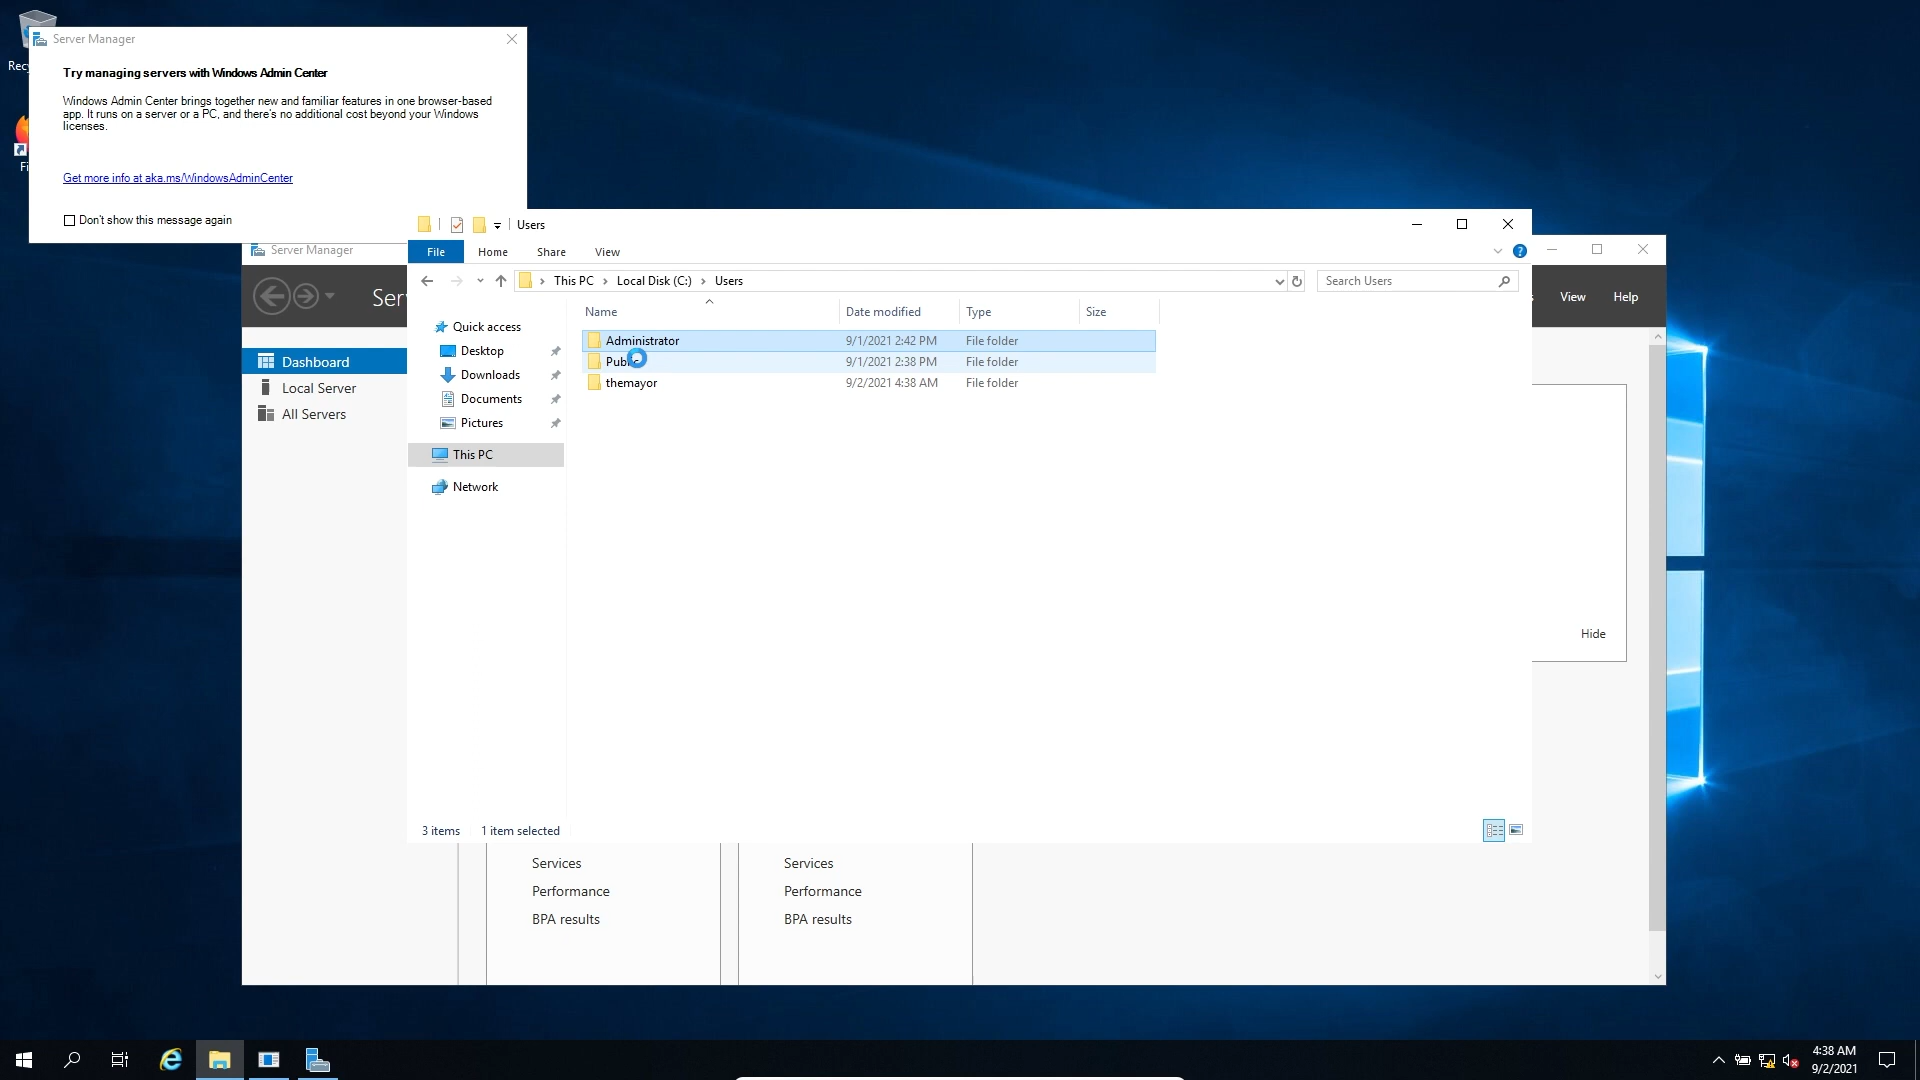 Server Manager
Try managing servers with Windows Admin Center
Windows Admin Center brings together new and familiar features in one browser-based
app. It runs on a server or a PC, and there's no additional cost beyond your Windows
licenses.
Get more info at aka.ms/WindowsAdminCenter
Don't show this message again
Rec
Fi
Server Manager
Ser
View
Help
Dashboard
Local Server
All Servers
Users
File
Home
Share
View
This PC
Local Disk (C:)
Users
Search Users
Name
Date modified
Type
Size
Quick access
Desktop
Downloads
Documents
Pictures
This PC
Network
Administrator 9/1/2021 2:42 PM File folder
Public 9/1/2021 2:38 PM File folder
themayor 9/2/2021 4:38 AM File folder
3 items
1 item selected
Hide
Services
Performance
BPA results
Services
Performance
BPA results
4:38 AM
9/2/2021